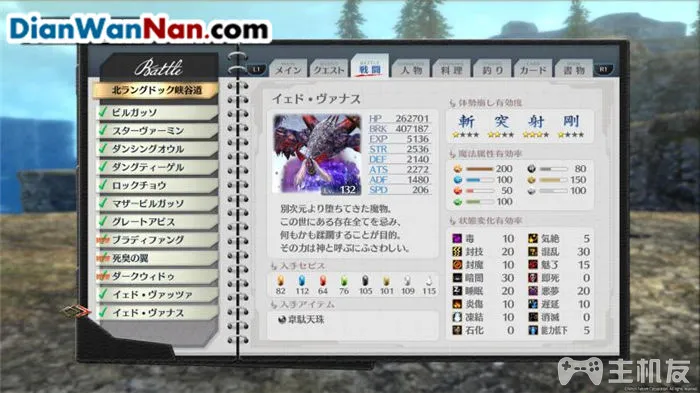 DianWanNan.com
Battle
L1
メイン
クエスト
BATTLE
戦闘
人物
料理
釣り
カード
書物
R1
北ラングドック峡谷道
ビルガッソ
スターヴァーミン
ダンシングオウル
ダングティーゲル
ロックチョウ
マザービルガッソ
グレートアビス
ブラディファング
死臭の翼
ダークウィドゥ
イェド・ヴァッツァ
イェド・ヴァナス
イェド・ヴァナス
Lv. 132
HP 262701
BRK 407187
EXP 5136
STR 2536
DEF 2140
ATS 2272
ADF 1480
SPD 206
別次元より堕ちてきた魔物。
この世にある存在全てを忌み、
何もかも蹂躙することが目的。
その力は神と呼ぶにふさわしい。
入手セピス
82 112 64 76 105 101 109 115
入手アイテム
韋駄天珠
体勢崩し有効度
斬 突 射 剛
魔法属性有効率
200 80
100 150
50 100
100
状態変化有効率
毒 10 気絶 5
封技 20 混乱 30
封魔 10 魅了 15
暗闇 30 即死 0
睡眠 20 悪夢 20
炎傷 10 遅延 10
凍結 10 消滅 0
石化 0 能力低下 5
主机友